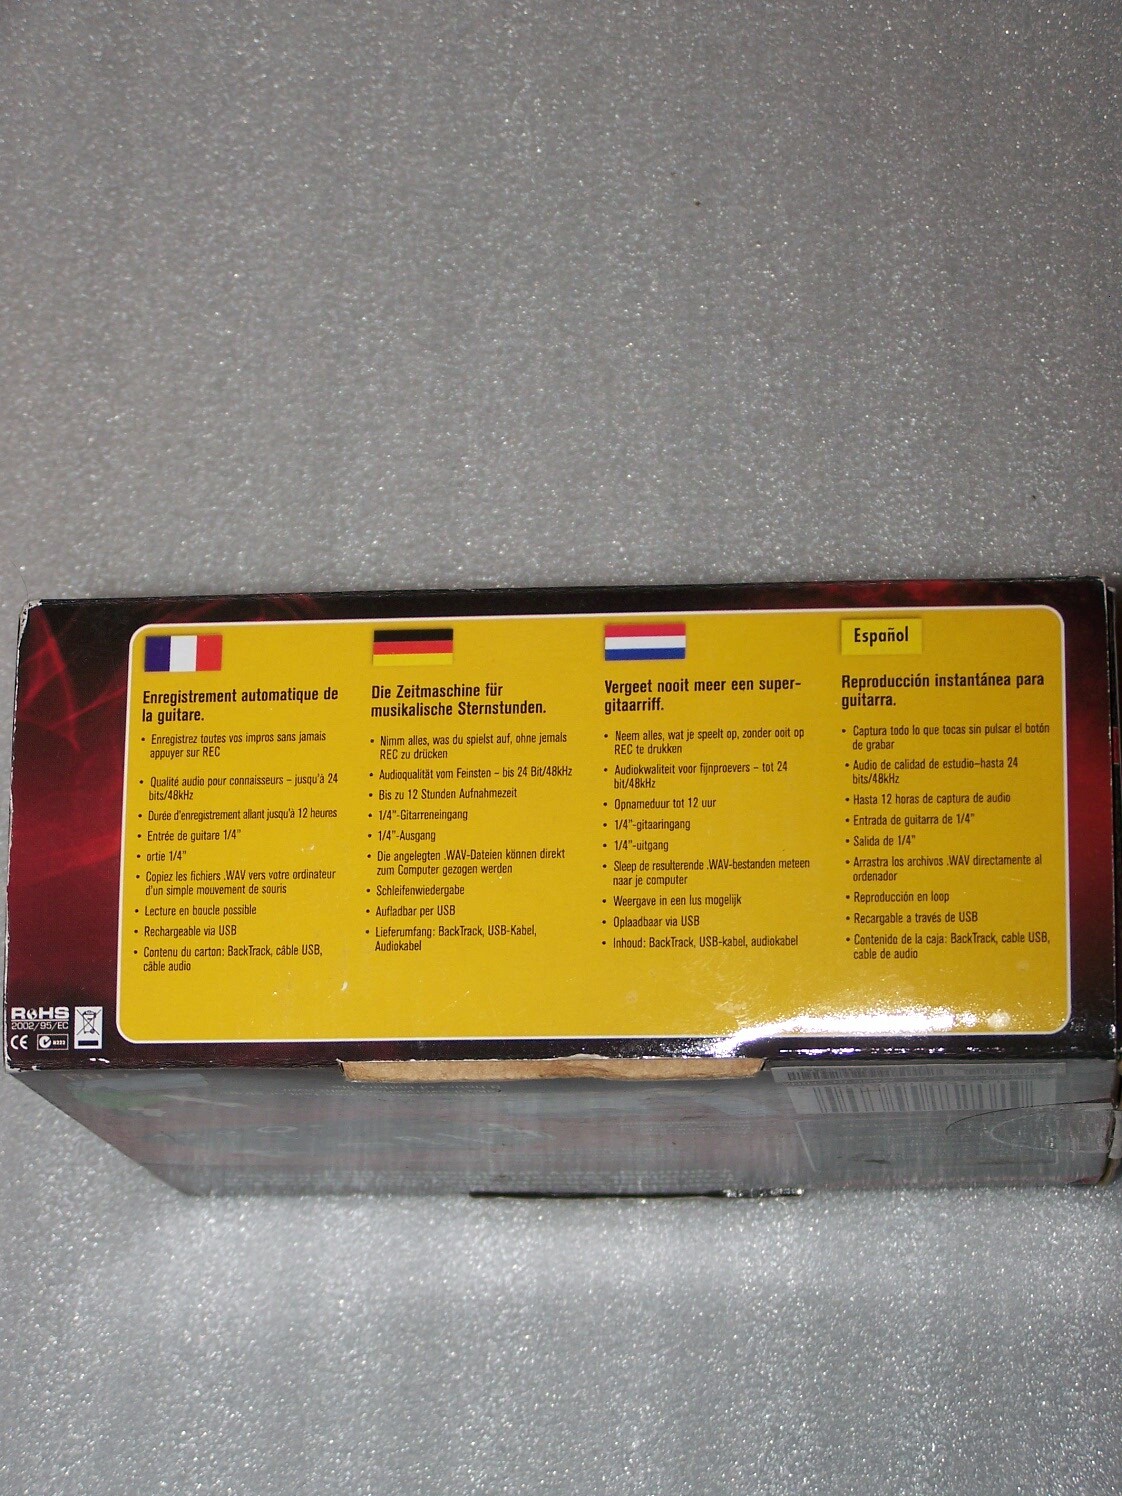 Enregistrement automatique de
la guitare.
• Enregistrez toutes vos impros sans jamais
appuyer sur REC
• Qualité audio pour connaisseurs – jusqu'à 24
bits/48kHz
• Durée d'enregistrement allant jusqu'à 12 heures
• Entrée de guitare 1/4"
• ortie 1/4"
• Copiez les fichiers .WAV vers votre ordinateur
d'un simple mouvement de souris
• Lecture en boucle possible
• Rechargeable via USB
• Contenu du carton: BackTrack, câble USB,
câble audio
Die Zeitmaschine für
musikalische Sternstunden.
• Nimm alles, was du spielst auf, ohne jemals
REC zu drücken
• Audioqualität vom Feinsten – bis 24 Bit/48kHz
• Bis zu 12 Stunden Aufnahmezeit
• 1/4"-Gitarreneingang
• 1/4"-Ausgang
• Die angelegten .WAV-Dateien können direkt
zum Computer gezogen werden
• Schleifenwiedergabe
• Aufladbar per USB
• Lieferumfang: BackTrack, USB-Kabel,
Audiokabel
Vergeet nooit meer een super-
gitaarriff.
• Neem alles, wat je speelt op, zonder ooit op
REC te drukken
• Audiokwaliteit voor fijnproevers – tot 24
bit/48kHz
• Opnameduur tot 12 uur
• 1/4"-gitaaringang
• 1/4"-uitgang
• Sleep de resulterende .WAV-bestanden meteen
naar je computer
• Weergave in een lus mogelijk
• Oplaadbaar via USB
• Inhoud: BackTrack, USB-kabel, audiokabel
Español
Reproducción instantánea para
guitarra.
• Captura todo lo que tocas sin pulsar el botón
de grabar
• Audio de calidad de estudio–hasta 24
bits/48kHz
• Hasta 12 horas de captura de audio
• Entrada de guitarra de 1/4"
• Salida de 1/4"
• Arrastra los archivos .WAV directamente al
ordenador
• Reproducción en loop
• Recargable a través de USB
• Contenido de la caja: BackTrack, cable USB,
cable de audio
RoHS
2002/95/EC
CE N222